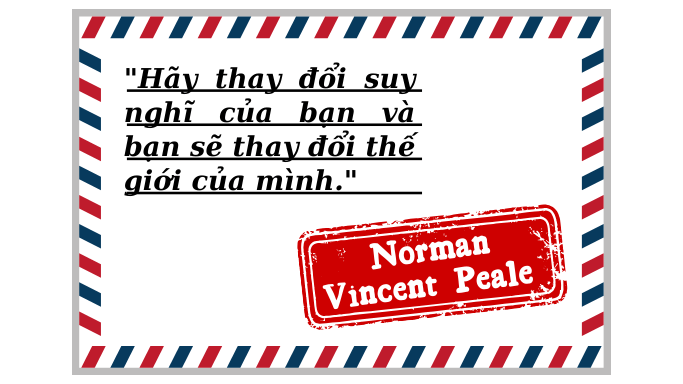 "Hãy thay đổi suy
nghĩ của bạn và
bạn sẽ thay đổi thế
giới của mình."
Norman
Vincent Peale